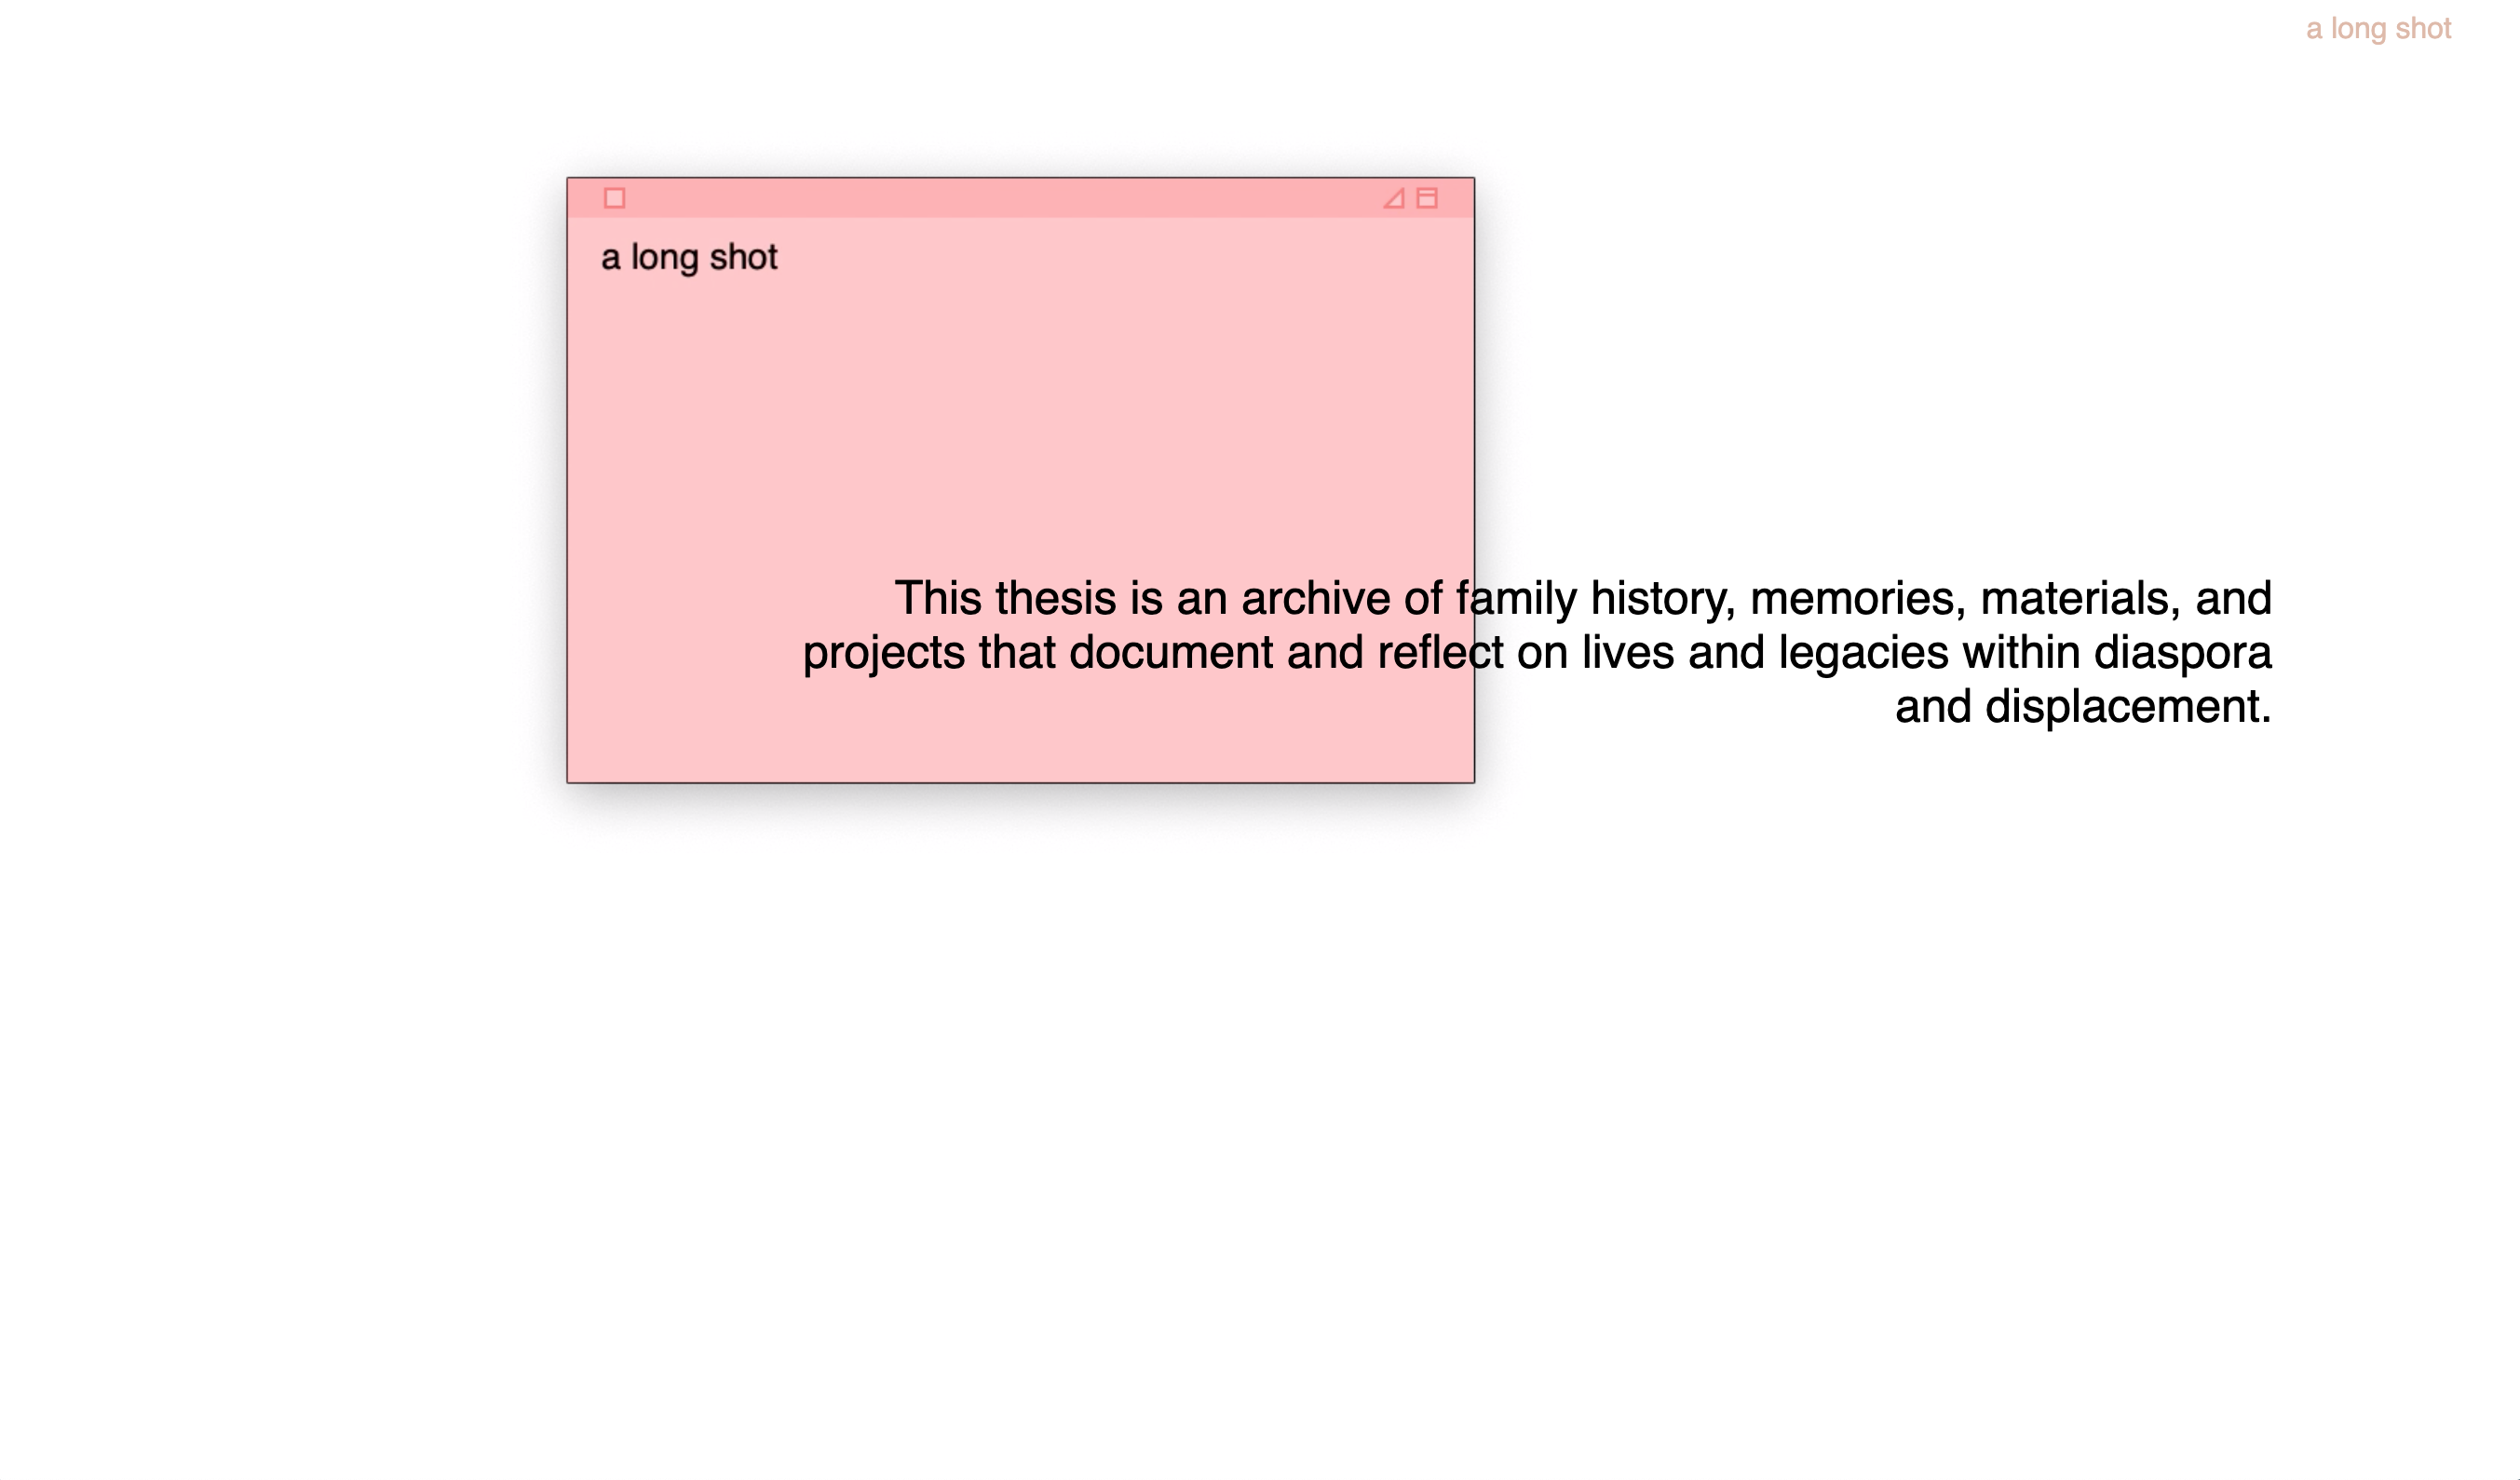 a long shot
a long shot
This thesis is an archive of family history, memories, materials, and
projects that document and reflect on lives and legacies within diaspora
and displacement.